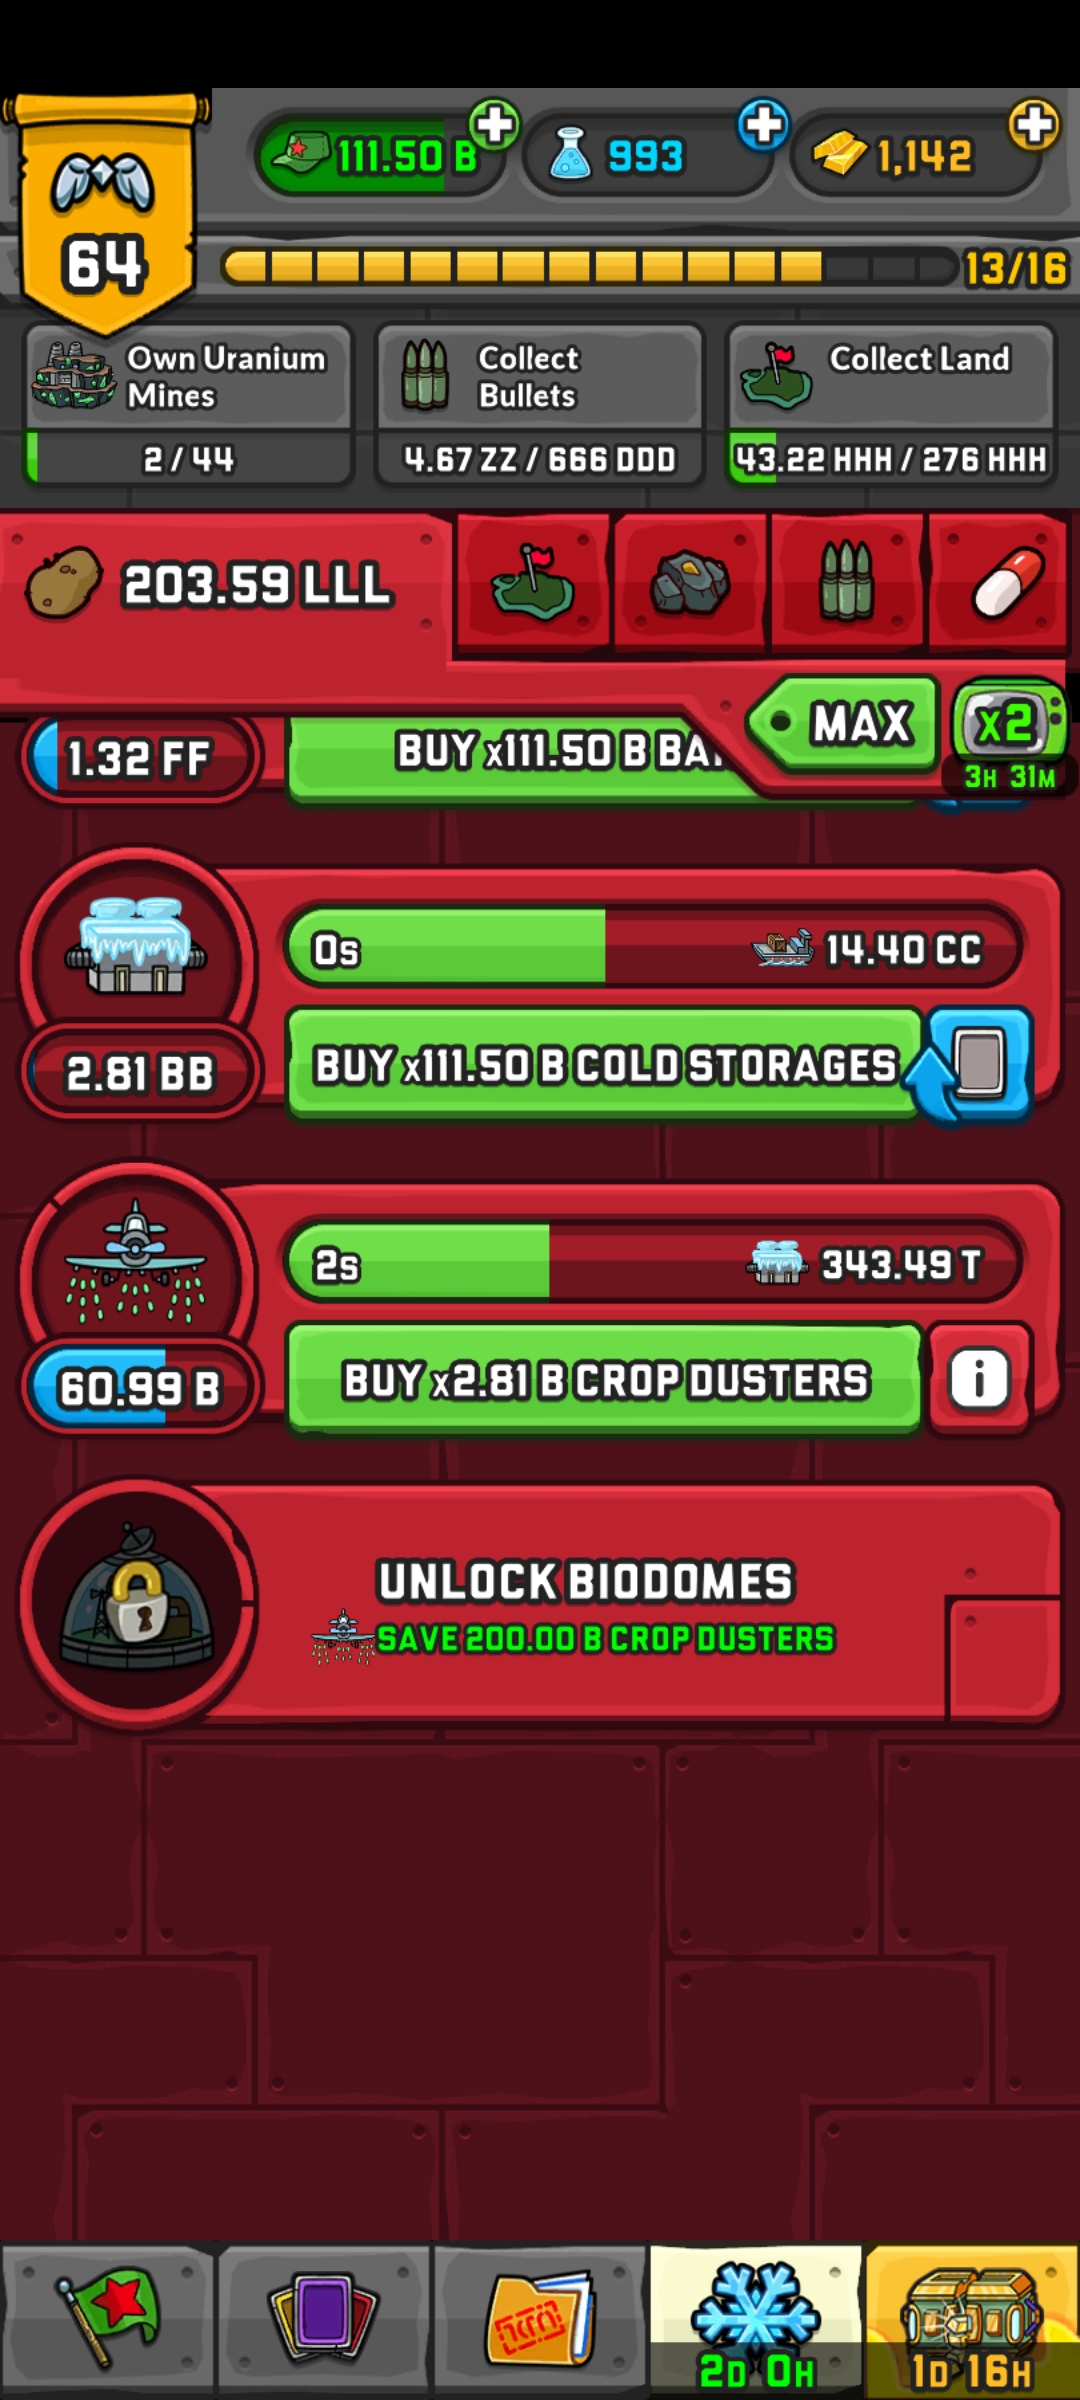 64
111.50 B
993
1,142
13/16
Own Uranium
Mines
2 / 44
Collect
Bullets
4.67 ZZ / 666 DDD
Collect Land
43.22 HHH / 276 HHH
203.59 LLL
MAX
x2
3H 31M
1.32 FF
BUY x111.50 B BA
0s
14.40 CC
2.81 BB
BUY x111.50 B COLD STORAGES
2s
343.49 T
60.99 B
BUY x2.81 B CROP DUSTERS
i
UNLOCK BIODOMES
SAVE 200.00 B CROP DUSTERS
2D 0H
1D 16H